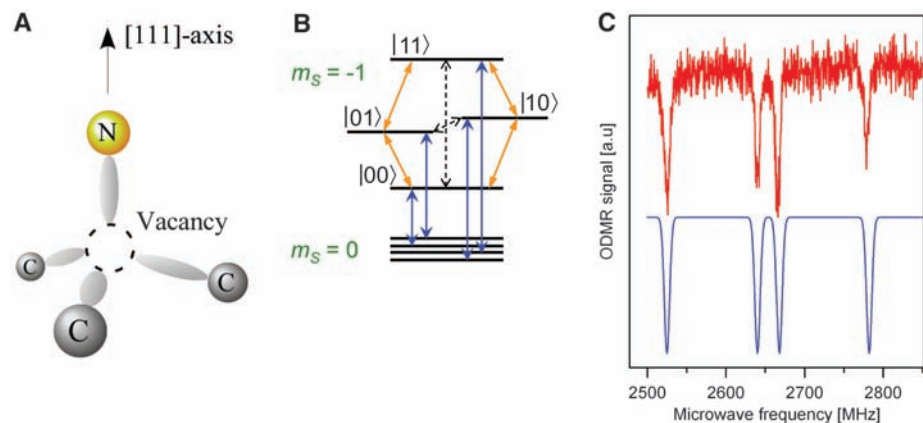 A
[111]-axis
N
Vacancy
C
C
C
B
|11⟩
m_S = -1
|01⟩
|10⟩
|00⟩
m_S = 0
C
ODMR signal [a.u]
2500 2600 2700 2800
Microwave frequency [MHz]